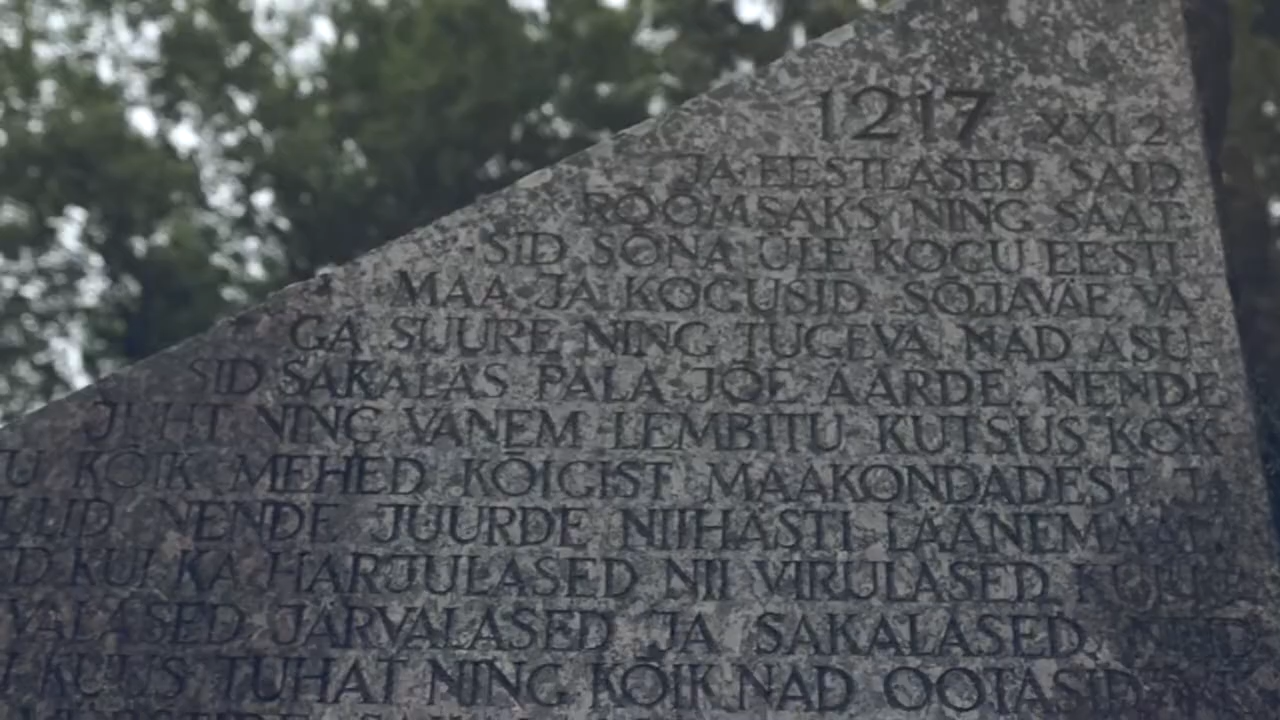 1217 XXI,2
JA EESTLASED SAID
RÕÕMSAKS NING SAAT-
SID SÕNA ÜLE KOGU EESTI-
MAA JA KOGUSID SÕJAVÄE VÄ-
GA SUURE NING TUGEVA NAD ASU-
SID SAKALAS PALA JÕE ÄÄRDE NENDE
JUHT NING VANEM LEMBITU KUTSUS KOK-
KÕIK MEHED KÕIGIST MAAKONDADEST
NENDE JUURDE NIIHÄSTI LÄÄNEMAA
KUI KA HARJULASED NII VIRULASED KUI
JÄRVALASED JA SAKALASED
KUUS TUHAT NING KÕIK NAD OOTASID